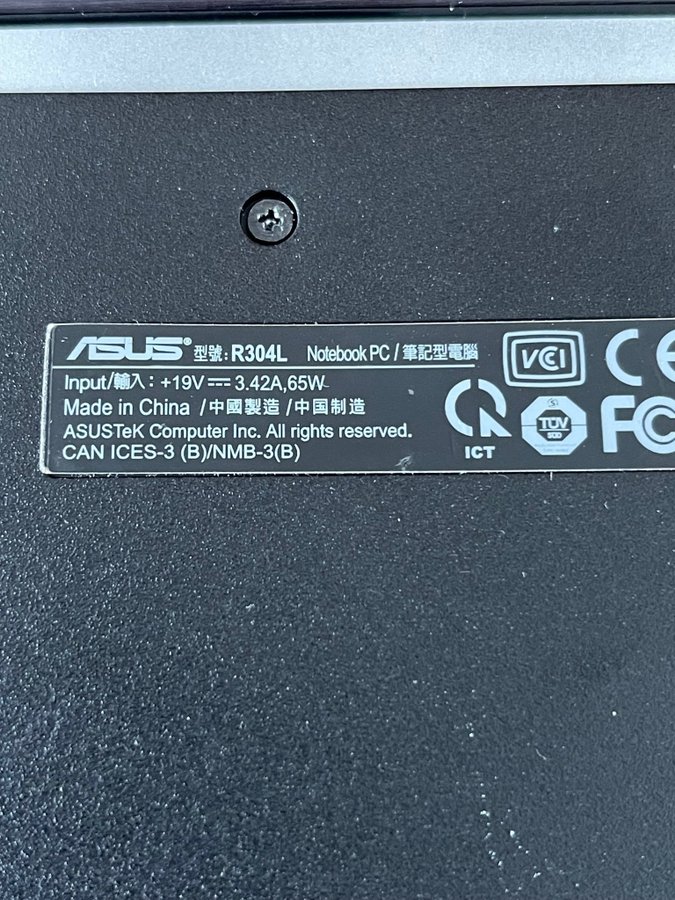 ASUS® 型號: R304L Notebook PC / 筆記型電腦
Input/輸入: +19V⎓3.42A,65W
Made in China /中國製造 /中国制造
ASUSTeK Computer Inc. All rights reserved.
CAN ICES-3 (B)/NMB-3(B)
VCI
CE
ICT
TÜV
FC